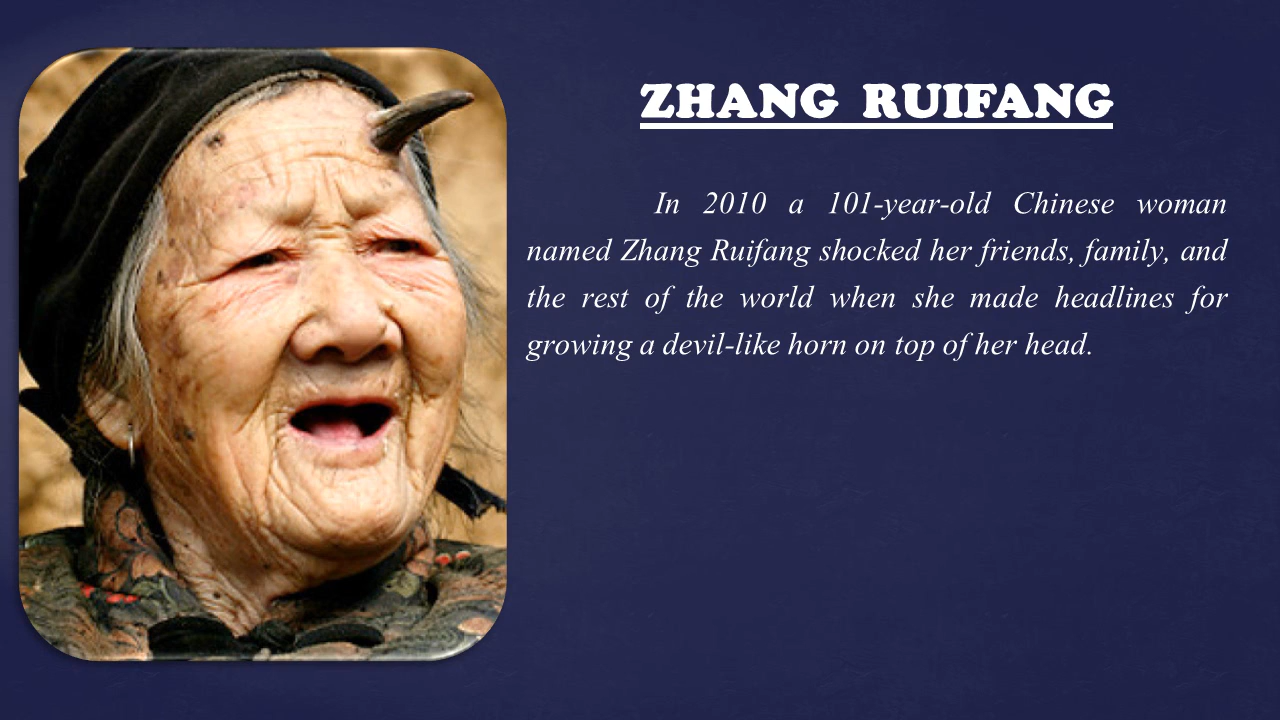 ZHANG RUIFANG
In 2010 a 101-year-old Chinese woman
named Zhang Ruifang shocked her friends, family, and
the rest of the world when she made headlines for
growing a devil-like horn on top of her head.